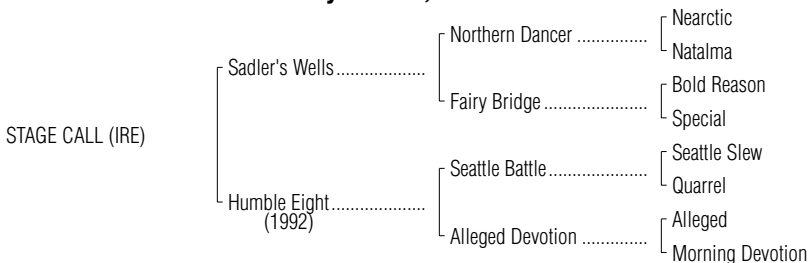 Nearctic
Northern Dancer ...............
Natalma
Sadler's Wells...................
Bold Reason
Fairy Bridge......................
Special
STAGE CALL (IRE)
Seattle Slew
Seattle Battle.....................
Quarrel
Humble Eight....................
(1992)
Alleged
Alleged Devotion ..............
Morning Devotion